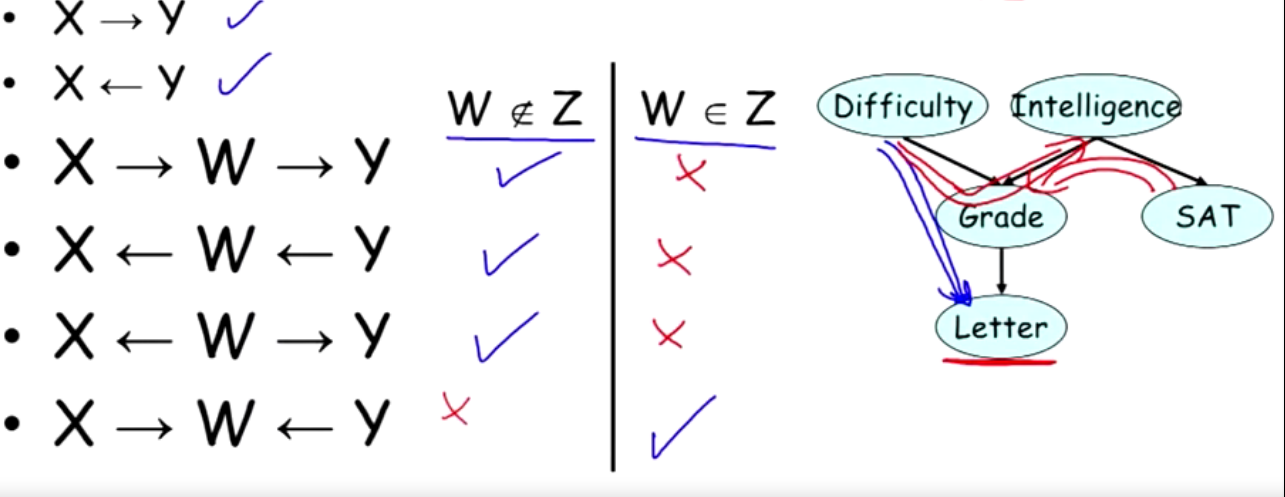 • X → Y ✓
• X ← Y ✓
W ∉ Z W ∈ Z
• X → W → Y ✓ ✗
• X ← W ← Y ✓ ✗
• X ← W → Y ✓ ✗
• X → W ← Y ✗ ✓
Difficulty Intelligence
Grade SAT
Letter